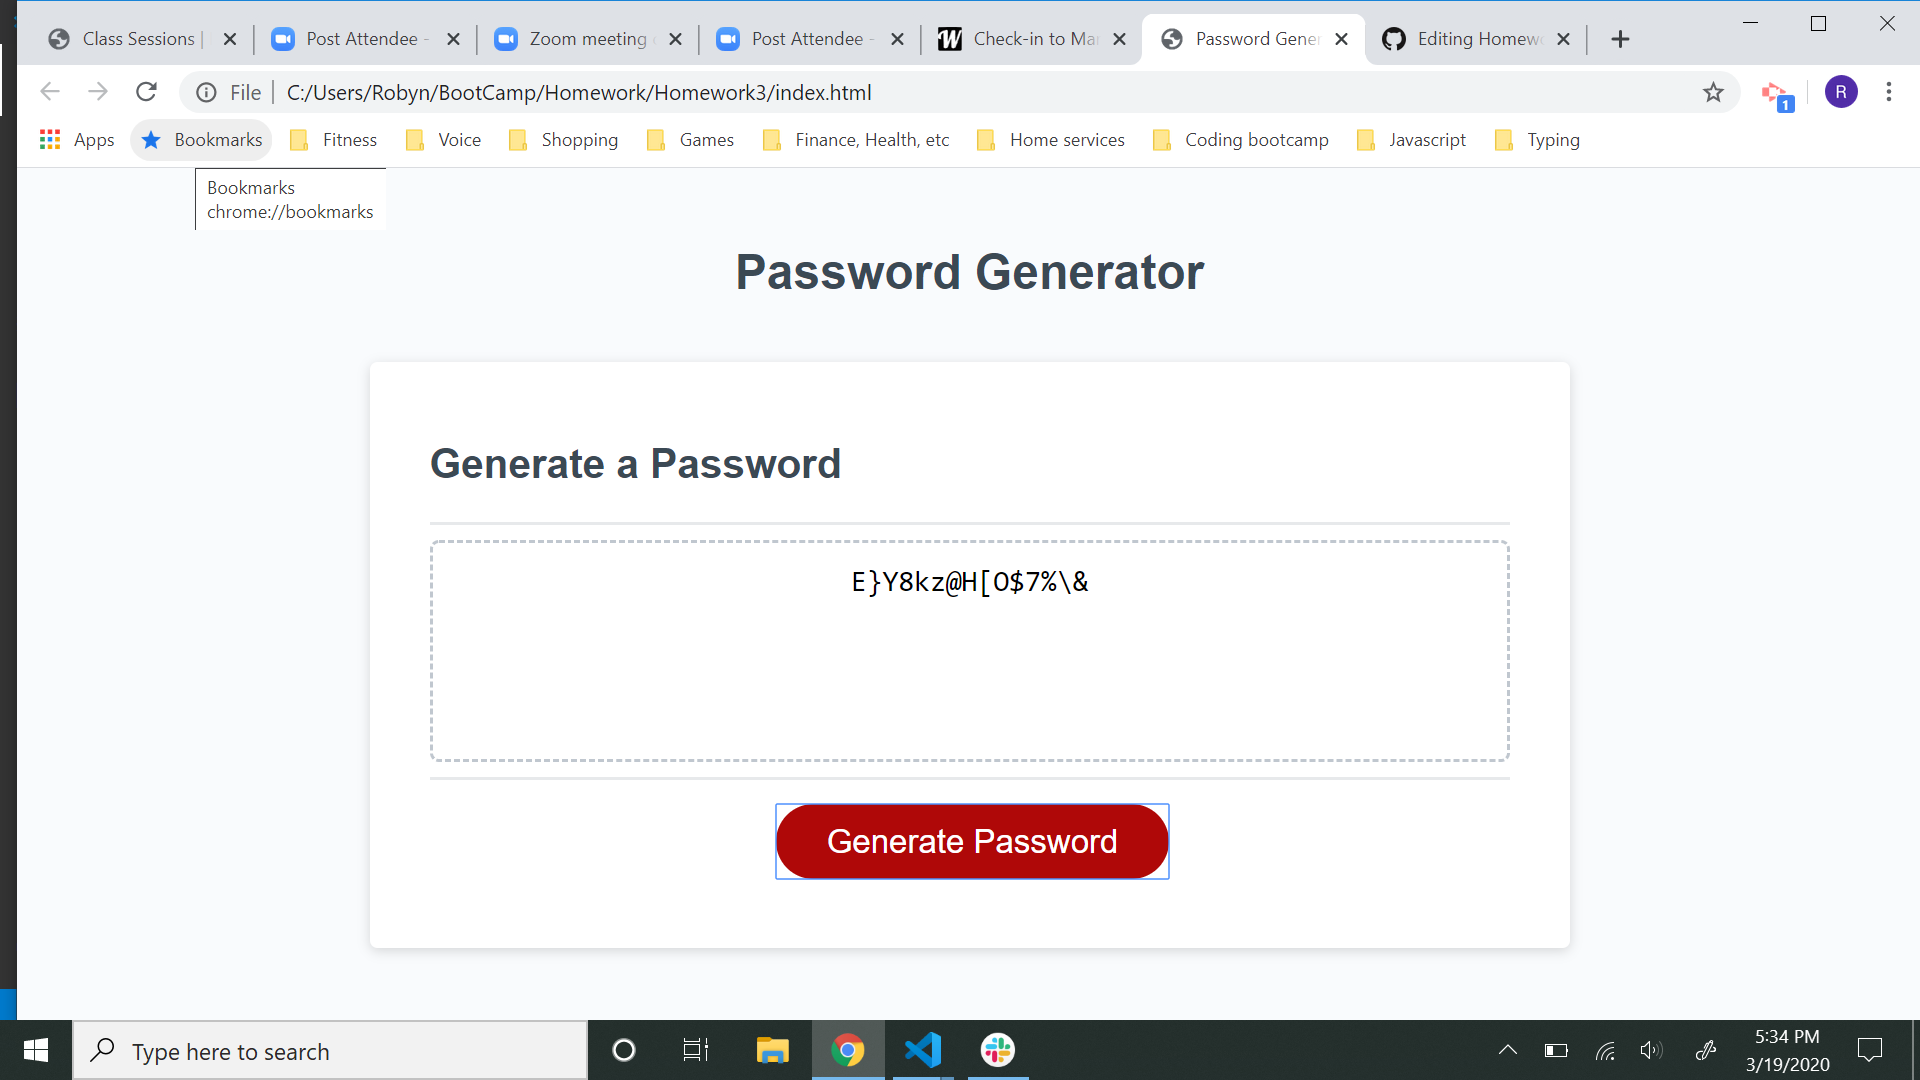 Class Sessions |
Post Attendee -
Zoom meeting
Post Attendee -
W
Check-in to Mar
Password Gener
Editing Homew
File
C:/Users/Robyn/BootCamp/Homework/Homework3/index.html
1
R
Apps
Bookmarks
Fitness
Voice
Shopping
Games
Finance, Health, etc
Home services
Coding bootcamp
Javascript
Typing
Bookmarks
chrome://bookmarks
Password Generator
Generate a Password
E}Y8kz@H[O$7%\&
Generate Password
Type here to search
5:34 PM
3/19/2020